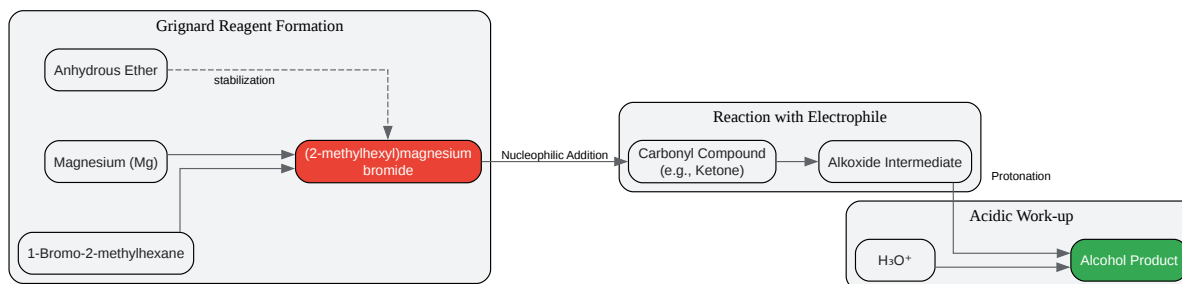 Grignard Reagent Formation
Anhydrous Ether
stabilization
Magnesium (Mg)
(2-methylhexyl)magnesium
bromide
1-Bromo-2-methylhexane
Nucleophilic Addition
Reaction with Electrophile
Carbonyl Compound
(e.g., Ketone)
Alkoxide Intermediate
Protonation
Acidic Work-up
H₃O⁺
Alcohol Product